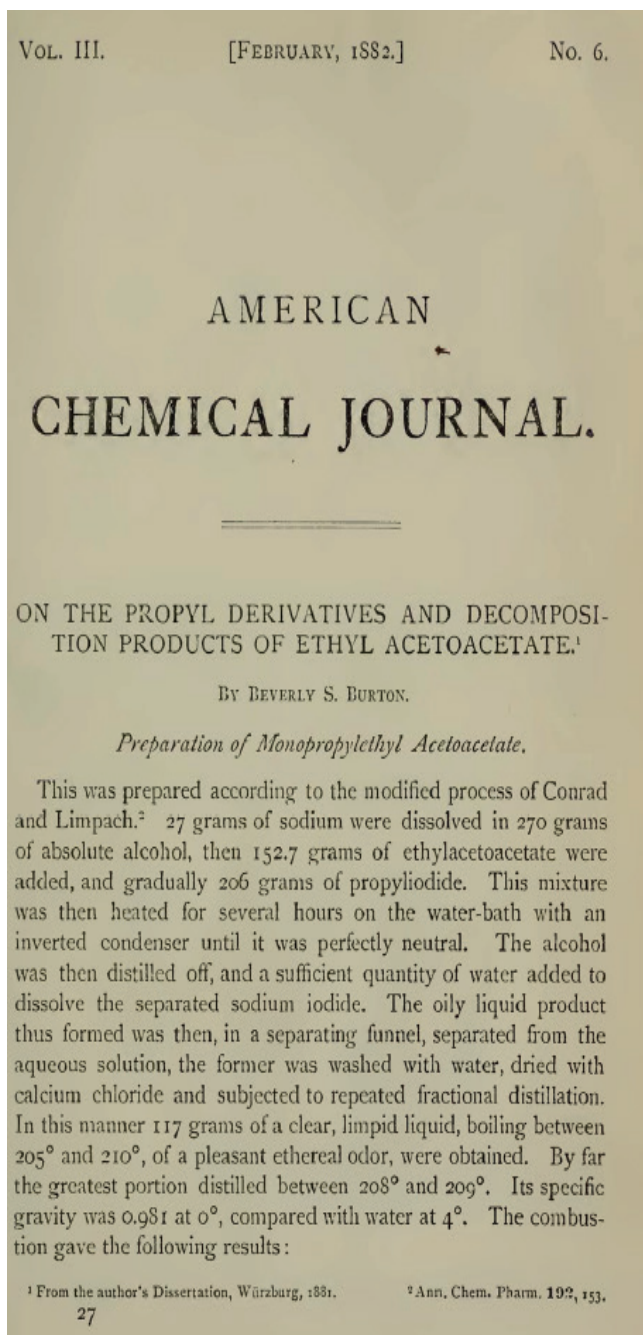 VOL. III. [FEBRUARY, 1882.] No. 6.
AMERICAN
CHEMICAL JOURNAL.
ON THE PROPYL DERIVATIVES AND DECOMPOSI-
TION PRODUCTS OF ETHYL ACETOACETATE.¹
BY BEVERLY S. BURTON.
Preparation of Monopropylethyl Acetoacetate.
This was prepared according to the modified process of Conrad
and Limpach.² 27 grams of sodium were dissolved in 270 grams
of absolute alcohol, then 152.7 grams of ethylacetoacetate were
added, and gradually 206 grams of propyliodide. This mixture
was then heated for several hours on the water-bath with an
inverted condenser until it was perfectly neutral. The alcohol
was then distilled off, and a sufficient quantity of water added to
dissolve the separated sodium iodide. The oily liquid product
thus formed was then, in a separating funnel, separated from the
aqueous solution, the former was washed with water, dried with
calcium chloride and subjected to repeated fractional distillation.
In this manner 117 grams of a clear, limpid liquid, boiling between
205° and 210°, of a pleasant ethereal odor, were obtained. By far
the greatest portion distilled between 208° and 209°. Its specific
gravity was 0.981 at 0°, compared with water at 4°. The combus-
tion gave the following results:
¹ From the author's Dissertation, Würzburg, 1881. ² Ann. Chem. Pharm. 192, 153.
27